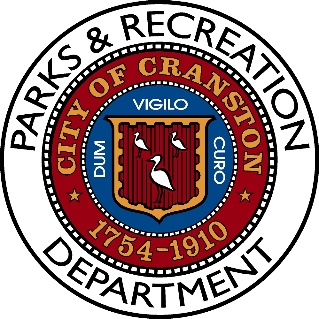 PARKS & RECREATION
DEPARTMENT
CITY OF CRANSTON
1754-1910
DUM
VIGILO
CURO